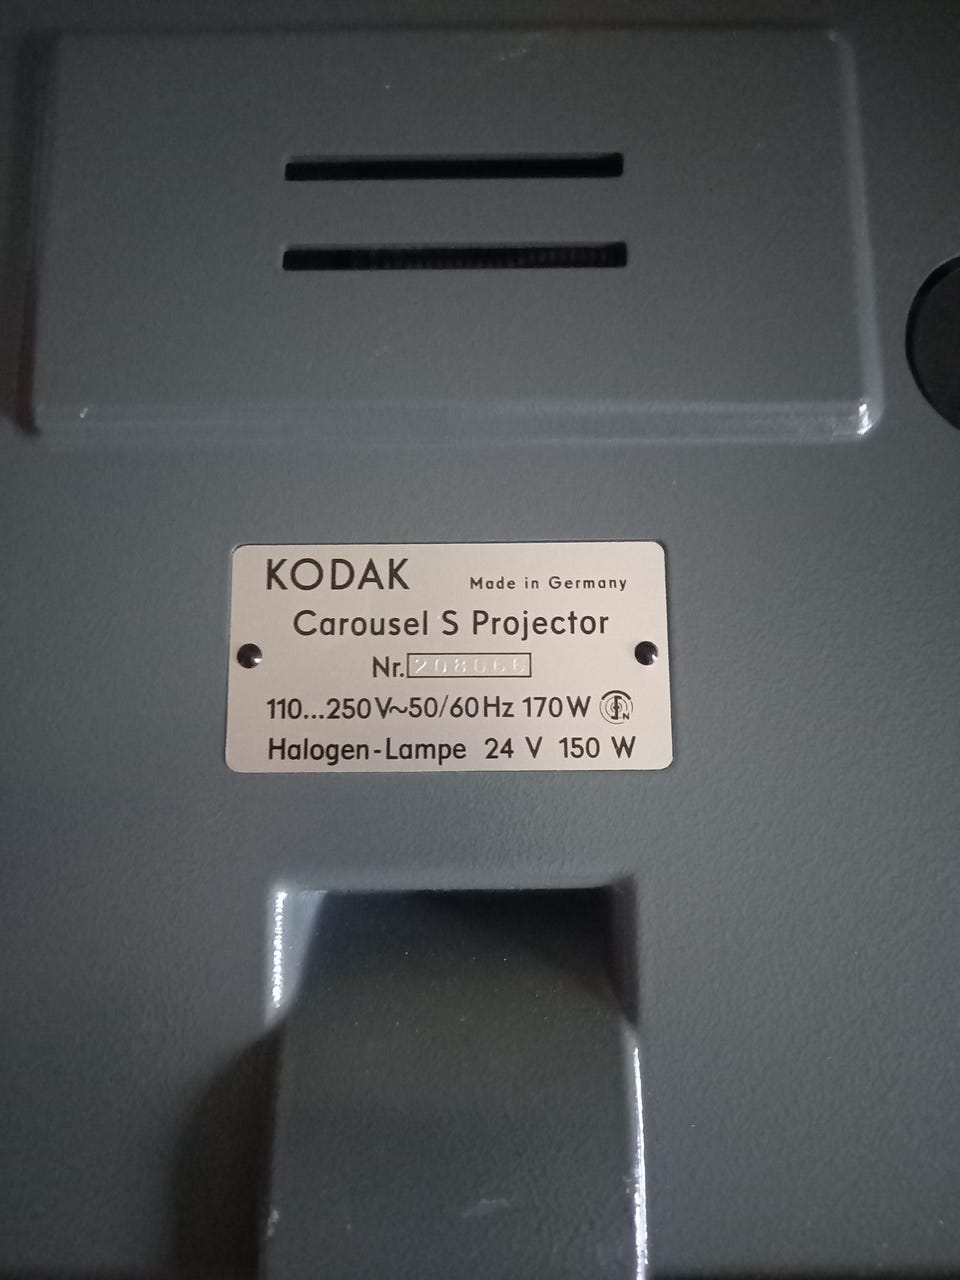 KODAK Made in Germany
Carousel S Projector
Nr.
110...250V~50/60Hz 170W
Halogen-Lampe 24 V 150 W